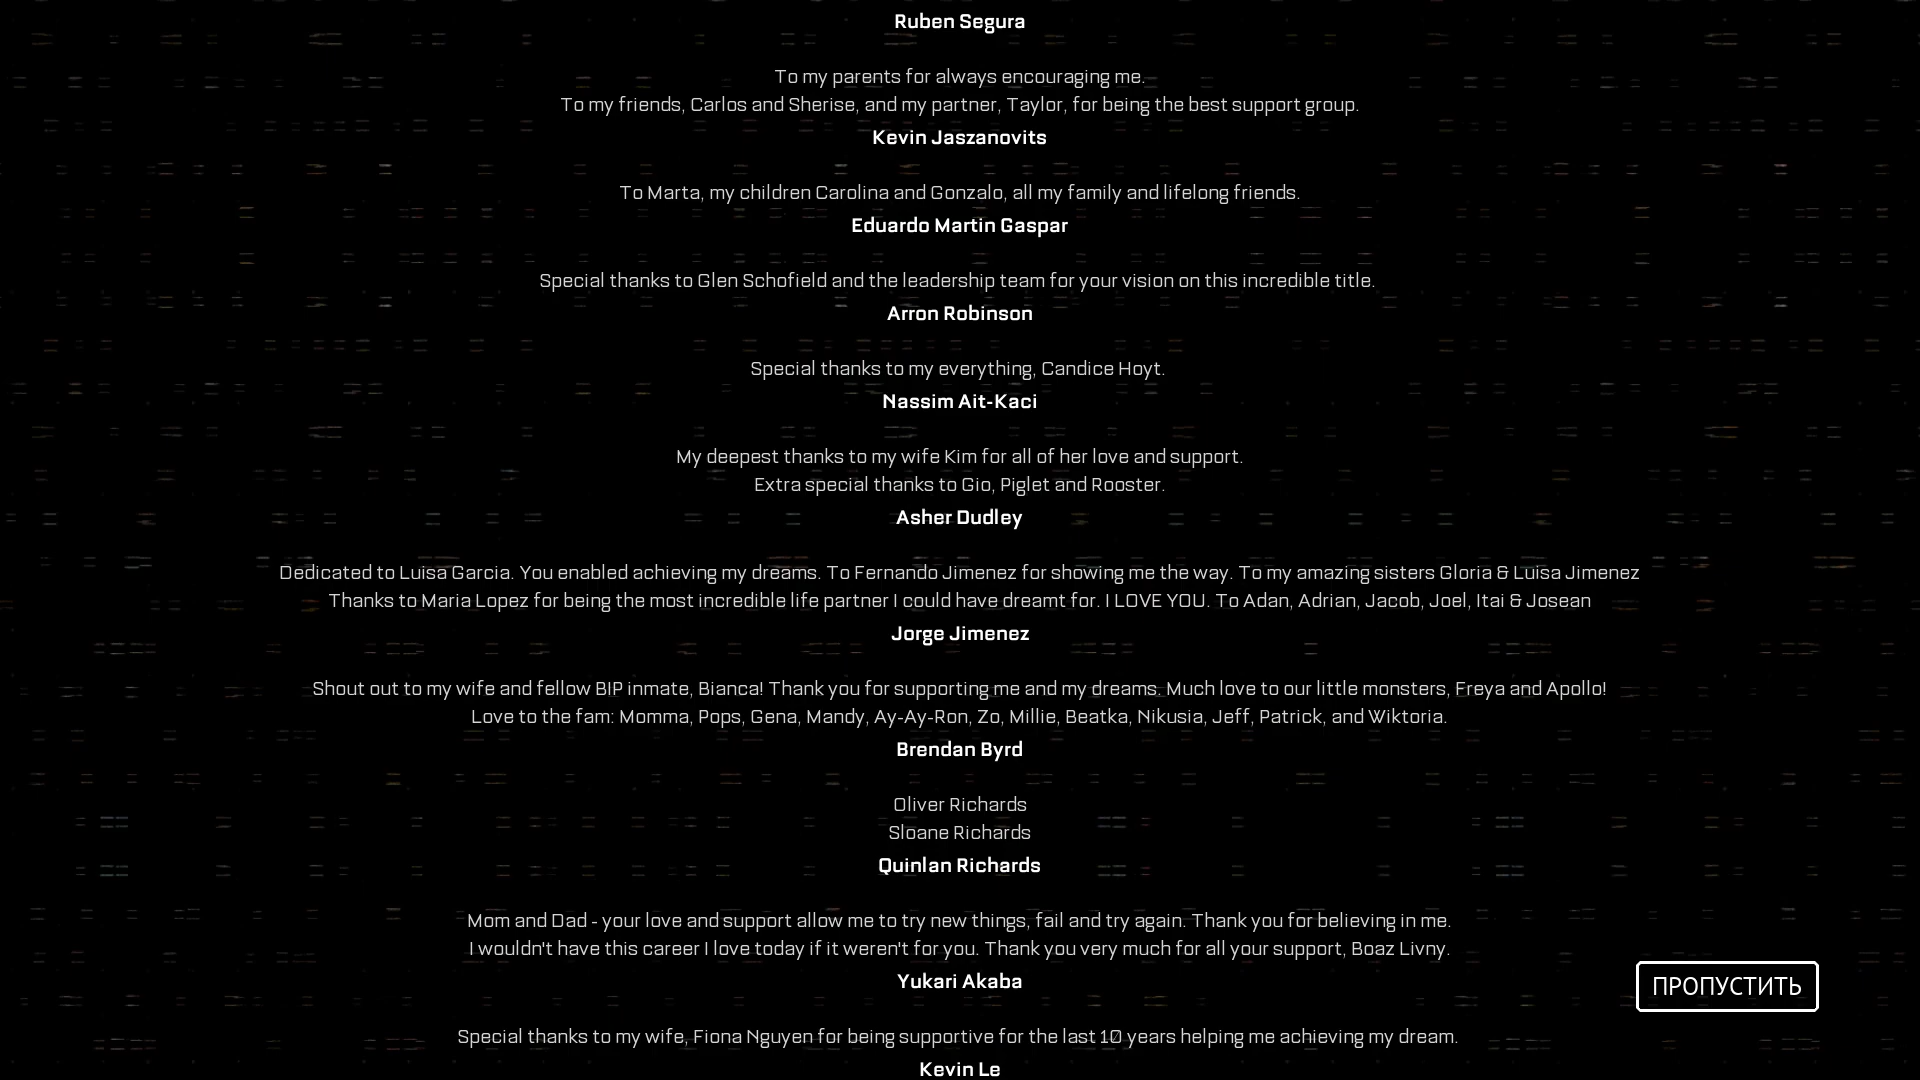 Ruben Segura
To my parents for always encouraging me.
To my friends, Carlos and Sherise, and my partner, Taylor, for being the best support group.
Kevin Jaszanovits
To Marta, my children Carolina and Gonzalo, all my family and lifelong friends.
Eduardo Martin Gaspar
Special thanks to Glen Schofield and the leadership team for your vision on this incredible title.
Arron Robinson
Special thanks to my everything, Candice Hoyt.
Nassim Ait-Kaci
My deepest thanks to my wife Kim for all of her love and support.
Extra special thanks to Gio, Piglet and Rooster.
Asher Dudley
Dedicated to Luisa Garcia. You enabled achieving my dreams. To Fernando Jimenez for showing me the way. To my amazing sisters Gloria & Luisa Jimenez
Thanks to Maria Lopez for being the most incredible life partner I could have dreamt for. I LOVE YOU. To Adan, Adrian, Jacob, Joel, Itai & Josean
Jorge Jimenez
Shout out to my wife and fellow BIP inmate, Bianca! Thank you for supporting me and my dreams. Much love to our little monsters, Freya and Apollo!
Love to the fam: Momma, Pops, Gena, Mandy, Ay-Ay-Ron, Zo, Millie, Beatka, Nikusia, Jeff, Patrick, and Wiktoria.
Brendan Byrd
Oliver Richards
Sloane Richards
Quinlan Richards
Mom and Dad - your love and support allow me to try new things, fail and try again. Thank you for believing in me.
I wouldn't have this career I love today if it weren't for you. Thank you very much for all your support, Boaz Livny.
Yukari Akaba
ПРОПУСТИТЬ
Special thanks to my wife, Fiona Nguyen for being supportive for the last 10 years helping me achieving my dream.
Kevin Le